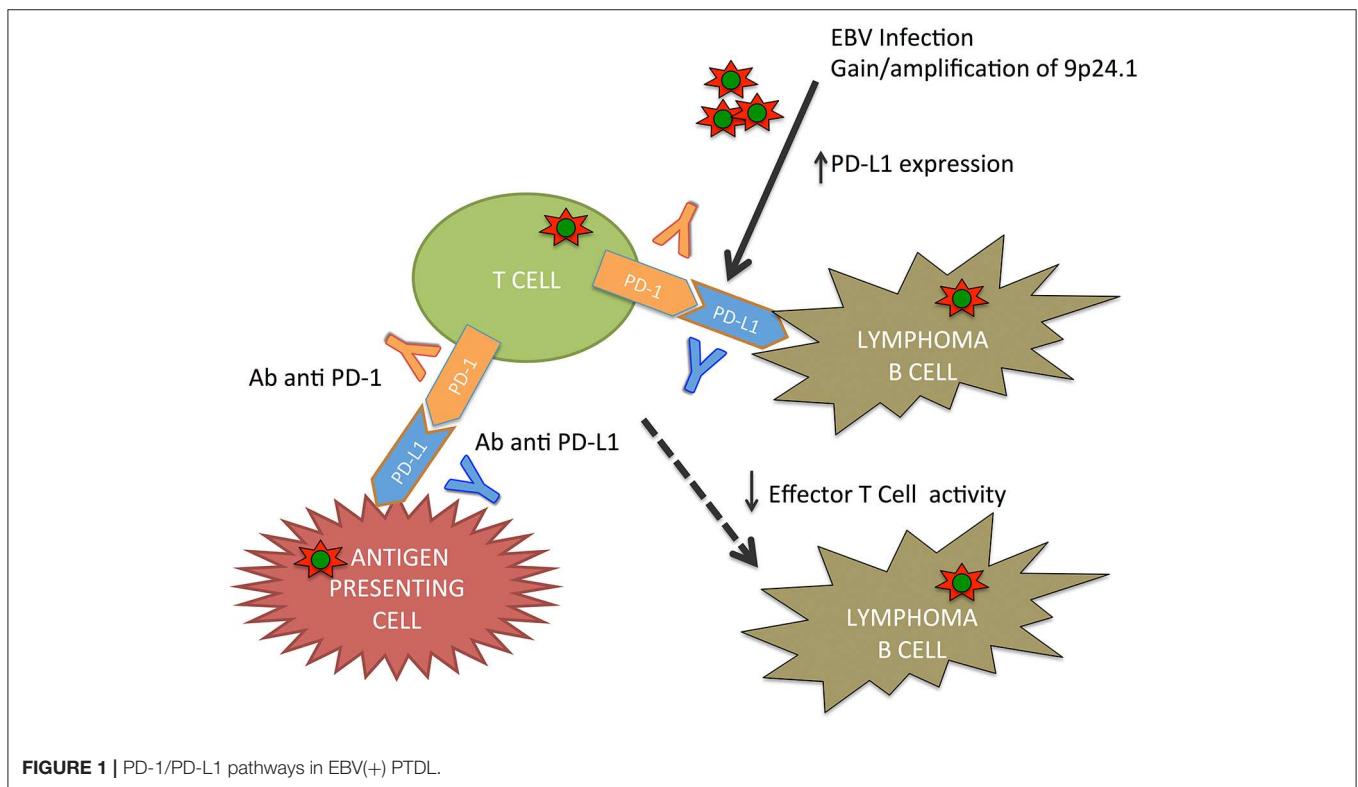 EBV Infection
Gain/amplification of 9p24.1
PD-L1 expression
T CELL
PD-1
PD-L1
LYMPHOMA
B CELL
Ab anti PD-1
PD-1
PD-L1
Ab anti PD-L1
Effector T Cell activity
ANTIGEN
PRESENTING
CELL
LYMPHOMA
B CELL
FIGURE 1 | PD-1/PD-L1 pathways in EBV(+) PTDL.